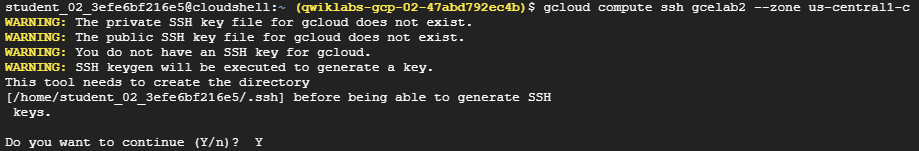 student_02_3efe6bf216e5@cloudshell:~ (qwiklabs-gcp-02-47abd792ec4b)$ gcloud compute ssh gcelab2 --zone us-central1-c
WARNING: The private SSH key file for gcloud does not exist.
WARNING: The public SSH key file for gcloud does not exist.
WARNING: You do not have an SSH key for gcloud.
WARNING: SSH keygen will be executed to generate a key.
This tool needs to create the directory
[/home/student_02_3efe6bf216e5/.ssh] before being able to generate SSH
 keys.
Do you want to continue (Y/n)?  Y